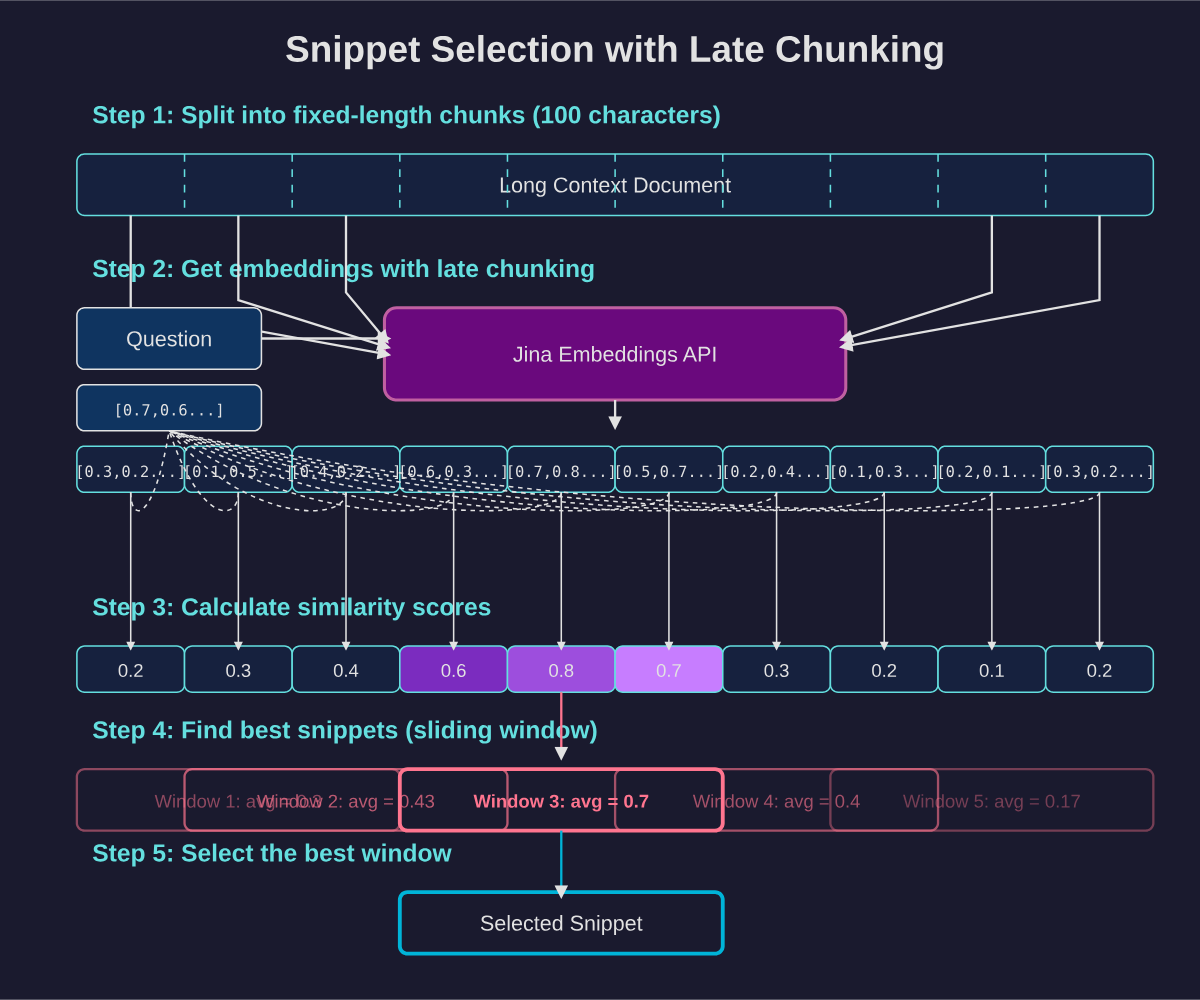 Snippet Selection with Late Chunking
Step 1: Split into fixed-length chunks (100 characters)
Long Context Document
Step 2: Get embeddings with late chunking
Question
Jina Embeddings API
[0.7,0.6...]
[0.3,0.2...]
[0.1,0.5...]
[0.4,0.2...]
[0.6,0.3...]
[0.7,0.8...]
[0.5,0.7...]
[0.2,0.4...]
[0.1,0.3...]
[0.2,0.1...]
[0.3,0.2...]
Step 3: Calculate similarity scores
0.2
0.3
0.4
0.6
0.8
0.7
0.3
0.2
0.1
0.2
Step 4: Find best snippets (sliding window)
Window 1: avg = 0.3
Window 2: avg = 0.43
Window 3: avg = 0.7
Window 4: avg = 0.4
Window 5: avg = 0.17
Step 5: Select the best window
Selected Snippet